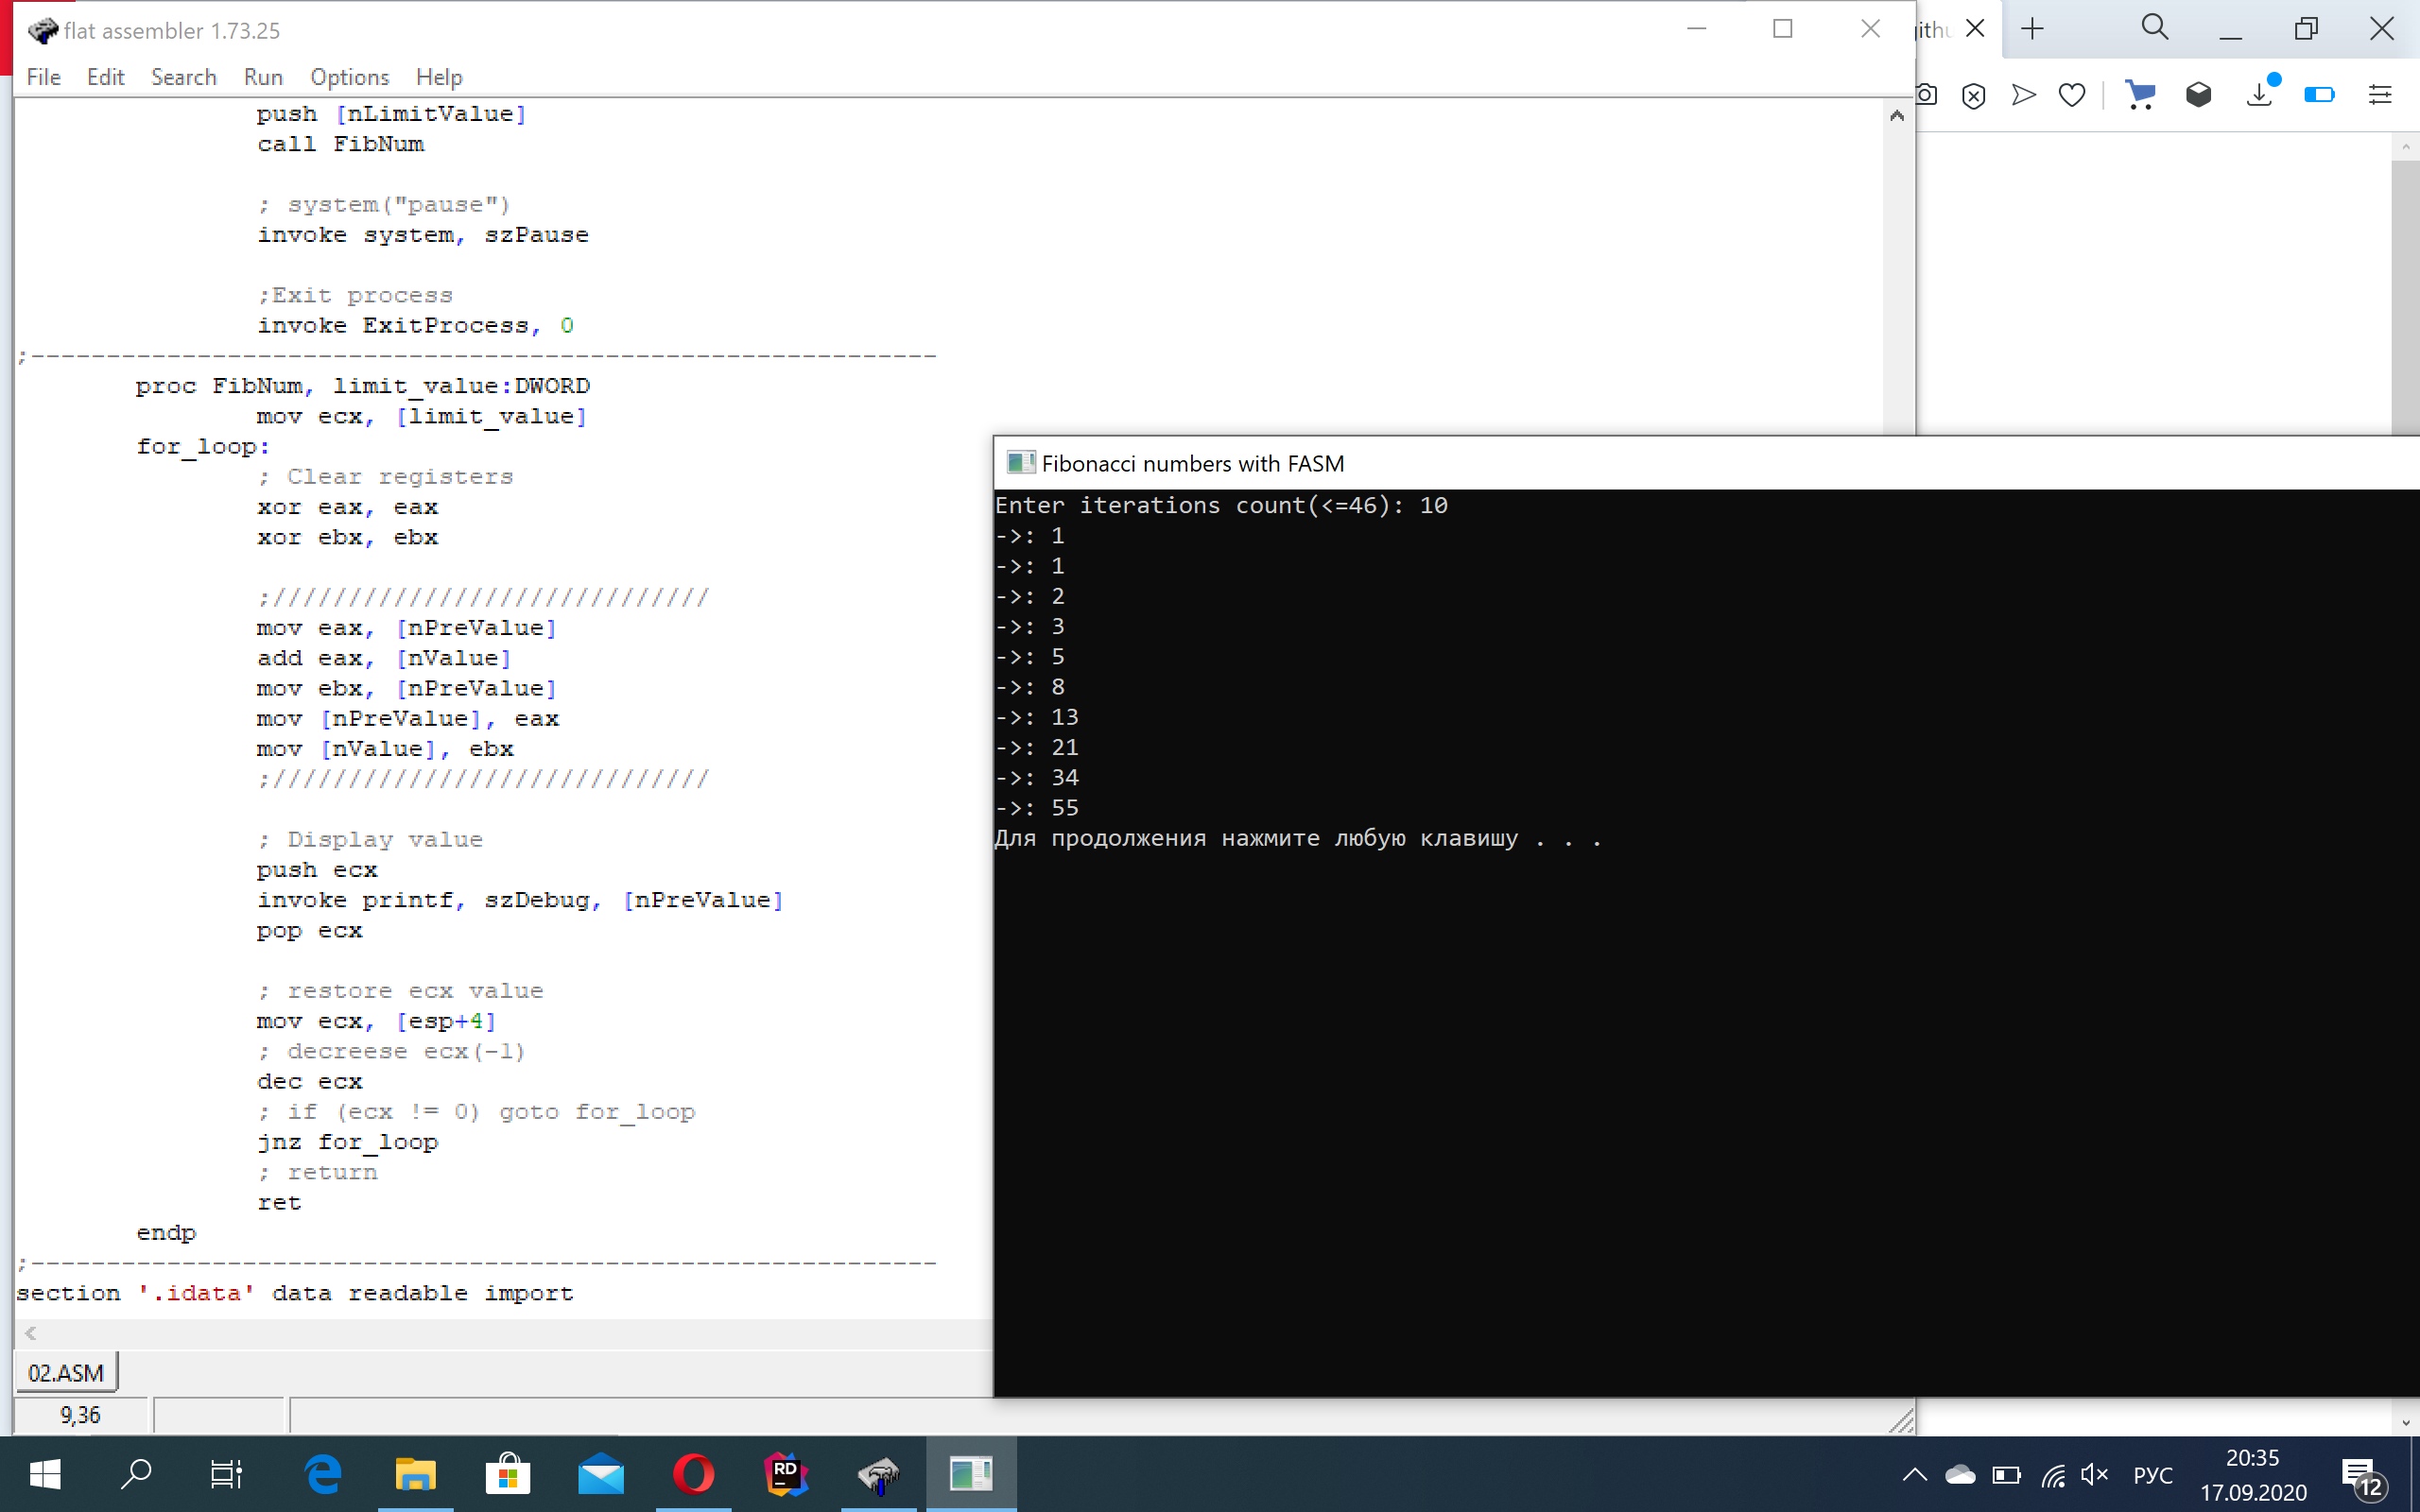 flat assembler 1.73.25
File Edit Search Run Options Help
push [nLimitValue]
call FibNum
; system("pause")
invoke system, szPause
;Exit process
invoke ExitProcess, 0
;------------------------------------------------------------
proc FibNum, limit_value:DWORD
mov ecx, [limit_value]
for_loop:
; Clear registers
xor eax, eax
xor ebx, ebx
;/////////////////////////////
mov eax, [nPreValue]
add eax, [nValue]
mov ebx, [nPreValue]
mov [nPreValue], eax
mov [nValue], ebx
;/////////////////////////////
; Display value
push ecx
invoke printf, szDebug, [nPreValue]
pop ecx
; restore ecx value
mov ecx, [esp+4]
; decreese ecx(-1)
dec ecx
; if (ecx != 0) goto for_loop
jnz for_loop
; return
ret
endp
;------------------------------------------------------------
section '.idata' data readable import
02.ASM
9,36
Fibonacci numbers with FASM
Enter iterations count(<=46): 10
->: 1
->: 1
->: 2
->: 3
->: 5
->: 8
->: 13
->: 21
->: 34
->: 55
Для продолжения нажмите любую клавишу . . .
RD
РУС
20:35
17.09.2020
12